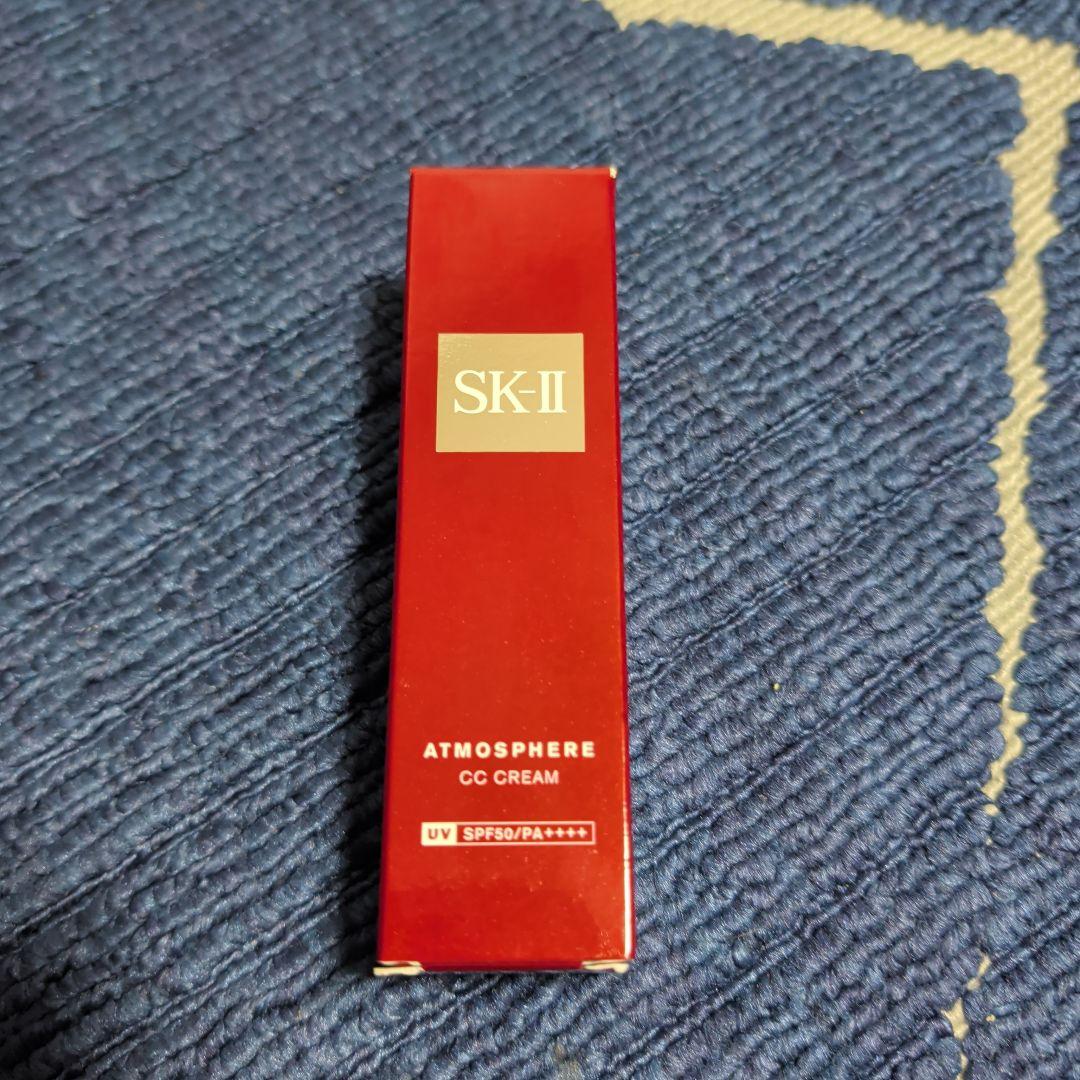 SK-II
ATMOSPHERE
CC CREAM
UV SPF50/PA++++